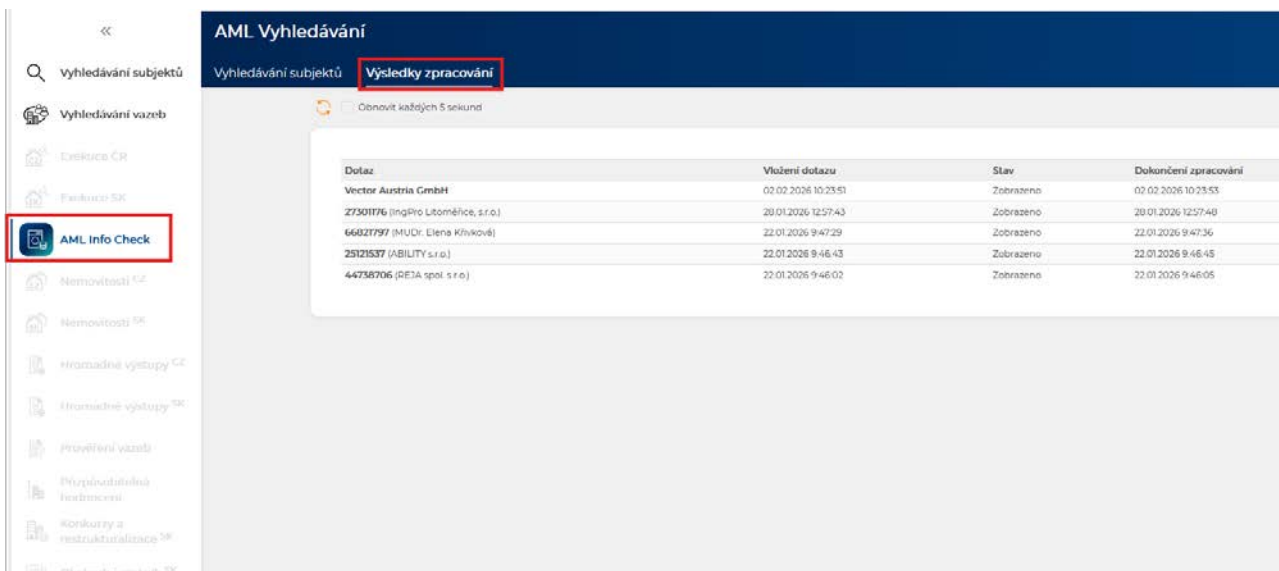 «
AML Vyhledávání
Vyhledávání subjektů
Vyhledávání subjektů Výsledky zpracování
Obnovit každých 5 sekund
Vyhledávání vazeb
Exekuce ČR
Exekuce SK
AML Info Check
Nemovitosti CZ
Nemovitosti SK
Hromadné výstupy CZ
Hromadné výstupy SK
Prověření vazeb
Přizpůsobitelné
hodnocení
Konkurzy a
restrukturalizace SK
Dotaz Vložení dotazu Stav Dokončení zpracování
Vector Austria GmbH 02.02.2026 10:23:51 Zobrazeno 02.02.2026 10:23:53
27301176 (IngPro Litoměřice, s.r.o.) 28.01.2026 12:57:43 Zobrazeno 28.01.2026 12:57:48
66821797 (MUDr. Elena Křivková) 22.01.2026 9:47:29 Zobrazeno 22.01.2026 9:47:36
25121537 (ABILITY s.r.o.) 22.01.2026 9:46:43 Zobrazeno 22.01.2026 9:46:45
44738706 (REJA spol. s r.o.) 22.01.2026 9:46:02 Zobrazeno 22.01.2026 9:46:05